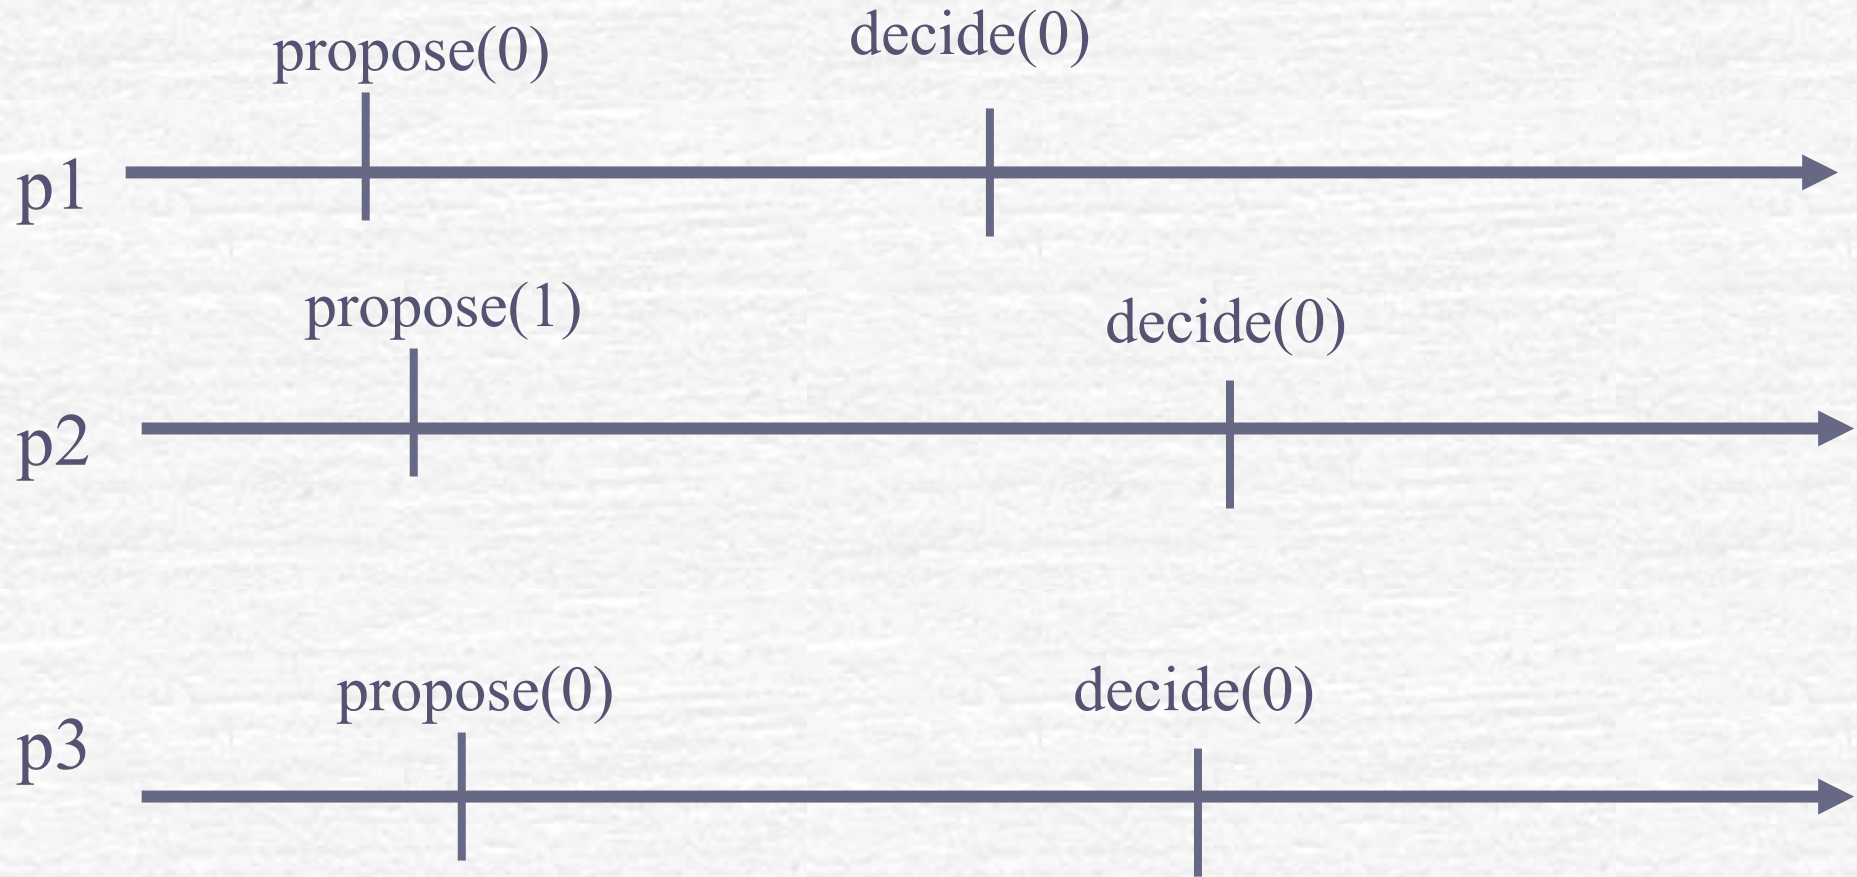 propose(0)
decide(0)
p1
propose(1)
decide(0)
p2
propose(0)
decide(0)
p3